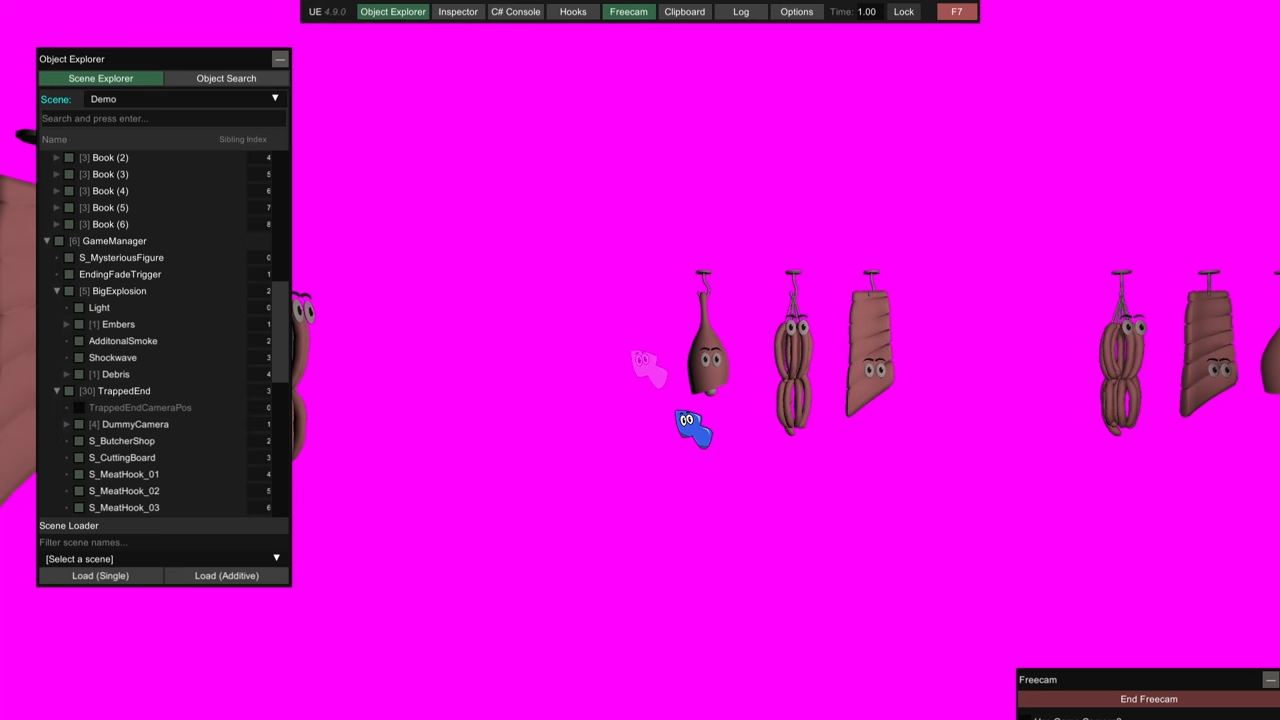 UE 4.9.0 Object Explorer Inspector C# Console Hooks Freecam Clipboard Log Options Time: 1.00 Lock F7
Object Explorer —
Scene Explorer Object Search
Scene: Demo ▼
Search and press enter...
Name Sibling Index
▶ [3] Book (2) 4
▶ [3] Book (3) 5
▶ [3] Book (4) 6
▶ [3] Book (5) 7
▶ [3] Book (6) 8
▼ [6] GameManager
S_MysteriousFigure 0
EndingFadeTrigger 1
▼ [5] BigExplosion 2
Light 0
▶ [1] Embers 1
AdditonalSmoke 2
Shockwave 3
▶ [1] Debris 4
▼ [30] TrappedEnd 3
TrappedEndCameraPos 0
▶ [4] DummyCamera 1
S_ButcherShop 2
S_CuttingBoard 3
S_MeatHook_01 4
S_MeatHook_02 5
S_MeatHook_03 6
Scene Loader
Filter scene names...
[Select a scene] ▼
Load (Single) Load (Additive)
Freecam —
End Freecam